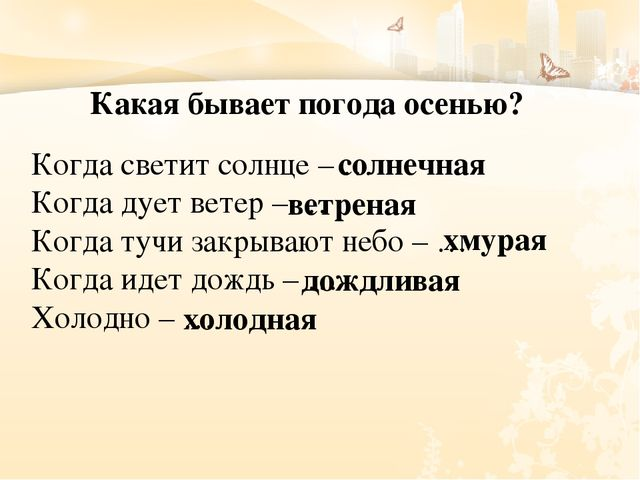 Какая бывает погода осенью?
Когда светит солнце – солнечная
Когда дует ветер – ветреная
Когда тучи закрывают небо – … хмурая
Когда идет дождь – дождливая
Холодно – холодная